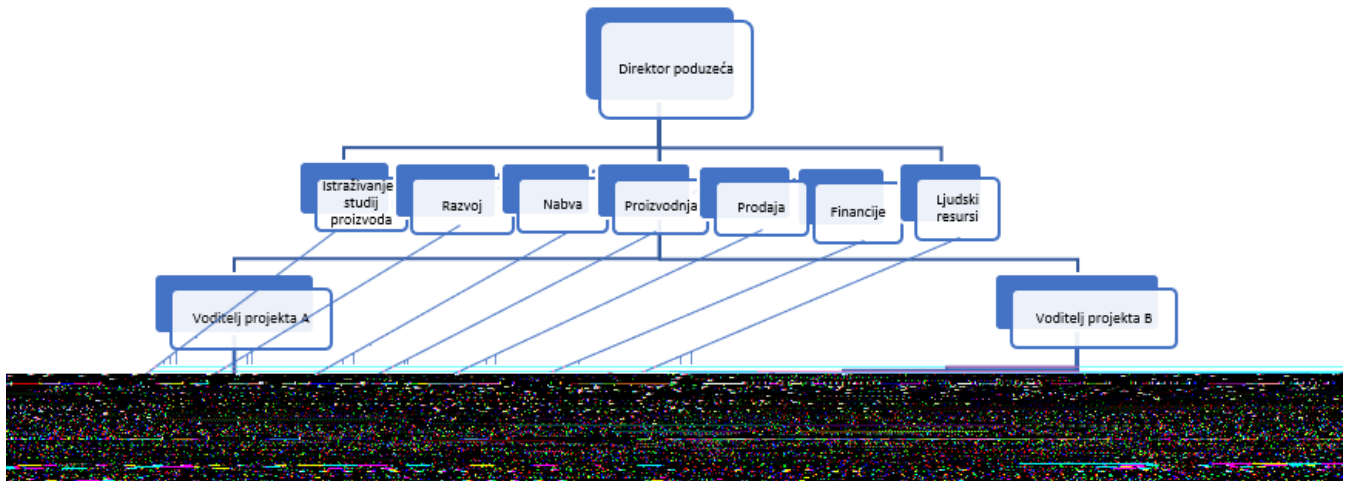 Direktor poduzeća
Istraživanje
studij
proizvoda
Razvoj
Nabva
Proizvodnja
Prodaja
Financije
Ljudski
resursi
Voditelj projekta A
Voditelj projekta B